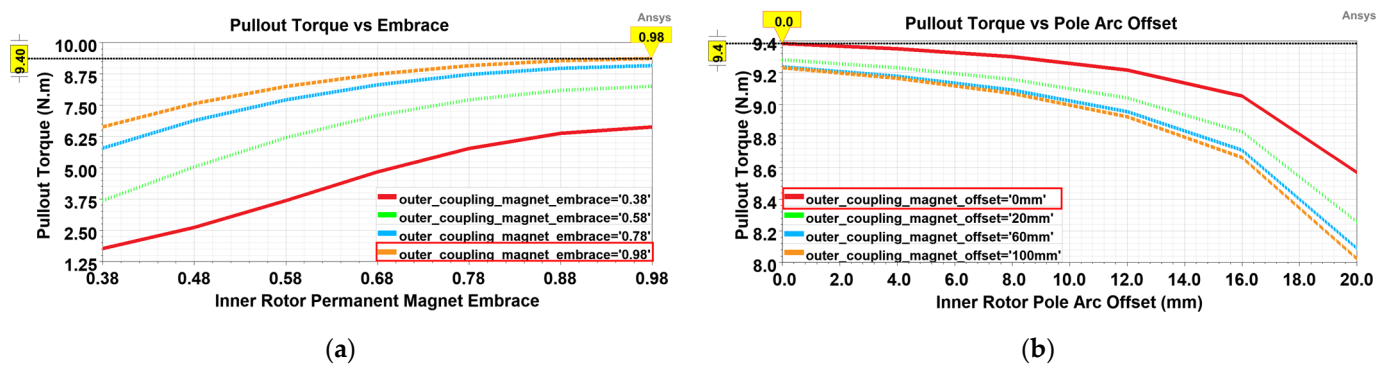 Pullout Torque vs Embrace
Ansys
0.98
9.40
Pullout Torque (N.m)
10.00
8.75
7.50
6.25
5.00
3.75
2.50
1.25
outer_coupling_magnet_embrace='0.38'
outer_coupling_magnet_embrace='0.58'
outer_coupling_magnet_embrace='0.78'
outer_coupling_magnet_embrace='0.98'
0.38 0.48 0.58 0.68 0.78 0.88 0.98
Inner Rotor Permanent Magnet Embrace
(a)
0.0
Pullout Torque vs Pole Arc Offset
Ansys
9.4
Pullout Torque (N.m)
9.4
9.2
9.0
8.8
8.6
8.4
8.2
8.0
outer_coupling_magnet_offset='0mm'
outer_coupling_magnet_offset='20mm'
outer_coupling_magnet_offset='60mm'
outer_coupling_magnet_offset='100mm'
0.0 2.0 4.0 6.0 8.0 10.0 12.0 14.0 16.0 18.0 20.0
Inner Rotor Pole Arc Offset (mm)
(b)